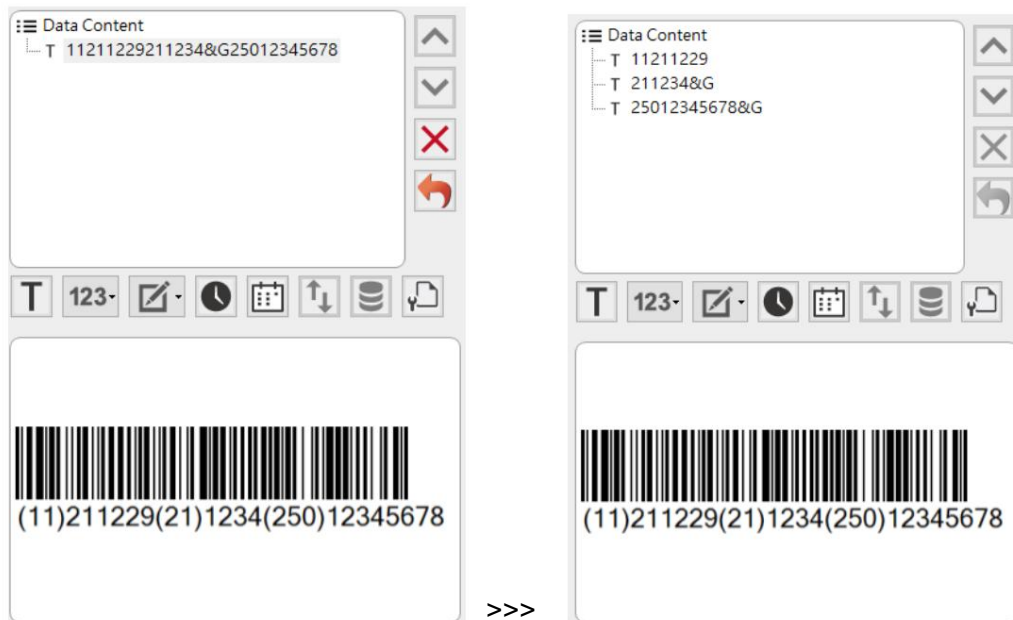 Data Content
T 11211229211234&G25012345678
123
(11)211229(21)1234(250)12345678
>>>
Data Content
T 11211229
T 211234&G
T 25012345678&G
T 123
(11)211229(21)1234(250)12345678